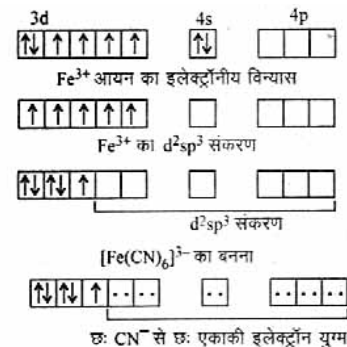 3d 4s 4p
↑↓ ↑ ↑ ↑ ↑ ↑↓
Fe³⁺ आयन का इलेक्ट्रॉनीय विन्यास
↑ ↑ ↑ ↑ ↑
Fe³⁺ का d²sp³ संकरण
↑↓ ↑↓ ↑
d²sp³ संकरण
[Fe(CN)₆]³⁻ का बनना
↑↓ ↑↓ ↑ ·· ·· ·· ·· ·· ··
छः CN⁻ से छः एकाकी इलेक्ट्रॉन युग्म